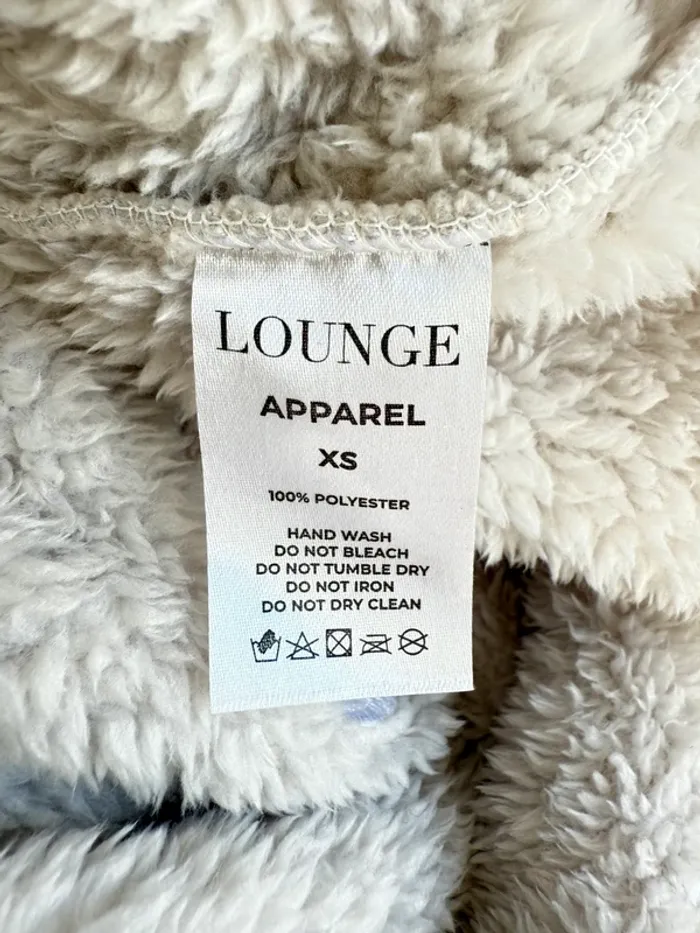 LOUNGE
APPAREL
XS
100% POLYESTER
HAND WASH
DO NOT BLEACH
DO NOT TUMBLE DRY
DO NOT IRON
DO NOT DRY CLEAN